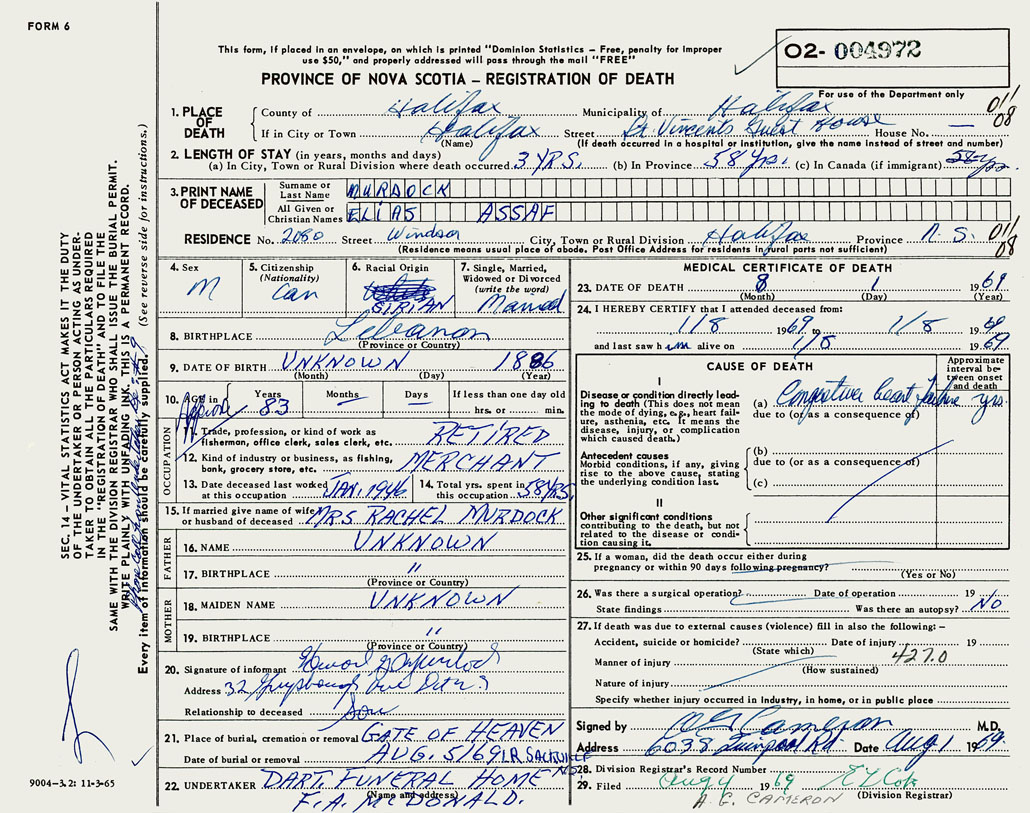 FORM 6
This form, if placed in an envelope, on which is printed "Dominion Statistics – Free, penalty for improper
use $50," and properly addressed will pass through the mail "FREE"
O2- 004972
PROVINCE OF NOVA SCOTIA – REGISTRATION OF DEATH
For use of the Department only
1. PLACE OF DEATH County of Halifax Municipality of Halifax 011/08
If in City or Town Halifax Street St. Vincents Guest House House No. —
(Name) (If death occurred in a hospital or institution, give the name instead of street and number)
2. LENGTH OF STAY (in years, months and days)
(a) In City, Town or Rural Division where death occurred 3 YRS. (b) In Province 58 Yrs. (c) In Canada (if immigrant) 58 yrs.
3. PRINT NAME OF DECEASED Surname or Last Name MURDOCK
All Given or Christian Names ELIAS ASSAF
RESIDENCE No. 2080 Street Windsor City, Town or Rural Division Halifax Province N. S. 011/08
(Residence means usual place of abode. Post Office Address for residents in rural parts not sufficient)
4. Sex M
5. Citizenship (Nationality) Can
6. Racial Origin White SIRIAN
7. Single, Married, Widowed or Divorced (write the word) Married
8. BIRTHPLACE Lebanon
(Province or Country)
9. DATE OF BIRTH UNKNOWN 1886
(Month) (Day) (Year)
10. AGE in Approx Years 83 Months — Days — If less than one day old
hrs. or min.
OCCUPATION
11. Trade, profession, or kind of work as fisherman, office clerk, sales clerk, etc. RETIRED
12. Kind of industry or business, as fishing, bank, grocery store, etc. MERCHANT
13. Date deceased last worked at this occupation JAN. 1946 14. Total yrs. spent in this occupation 58 YRS.
15. If married give name of wife or husband of deceased MRS RACHEL MURDOCK
FATHER
16. NAME UNKNOWN
17. BIRTHPLACE "
(Province or Country)
MOTHER
18. MAIDEN NAME UNKNOWN
19. BIRTHPLACE "
(Province or Country)
20. Signature of informant
Address 32
Relationship to deceased Son
21. Place of burial, cremation or removal GATE OF HEAVEN
Date of burial or removal AUG. 5/69 LR. SACKVILLE N.S.
22. UNDERTAKER DART. FUNERAL HOME
(Name and address)
F. A. McDONALD.
MEDICAL CERTIFICATE OF DEATH
23. DATE OF DEATH 8 1 1969
(Month) (Day) (Year)
24. I HEREBY CERTIFY that I attended deceased from:
1/8 1969 to 1/8 1969
and last saw him alive on 1/8 1969
CAUSE OF DEATH
Approximate interval between onset and death
I
Disease or condition directly leading to death (This does not mean the mode of dying, e.g., heart failure, asthenia, etc. It means the disease, injury, or complication which caused death.)
(a) Congestive heart failure yrs.
due to (or as a consequence of)
Antecedent causes
Morbid conditions, if any, giving rise to the above cause, stating the underlying condition last.
(b)
due to (or as a consequence of)
(c)
II
Other significant conditions contributing to the death, but not related to the disease or condition causing it.
25. If a woman, did the death occur either during
pregnancy or within 90 days following pregnancy?
(Yes or No)
26. Was there a surgical operation? Date of operation 19
State findings Was there an autopsy? NO
27. If death was due to external causes (violence) fill in also the following: –
Accident, suicide or homicide? Date of injury 19
(State which) 427.0
Manner of injury
(How sustained)
Nature of injury
Specify whether injury occurred in industry, in home, or in public place
Signed by Cameron M.D.
Address 6038 Liverpool Rd. Date Aug 1 1969.
28. Division Registrar's Record Number
29. Filed Aug 4 1969
(Division Registrar)
A. G. CAMERON
SEC. 14 – VITAL STATISTICS ACT MAKES IT THE DUTY
OF THE UNDERTAKER OR PERSON ACTING AS UNDER-
TAKER TO OBTAIN ALL THE PARTICULARS REQUIRED
IN THE "REGISTRATION OF DEATH" AND TO FILE THE
SAME WITH THE DIVISION REGISTRAR WHO SHALL ISSUE THE BURIAL PERMIT.
WRITE PLAINLY WITH UNFADING INK. THIS IS A PERMANENT RECORD.
Every item of information should be carefully supplied. (See reverse side for instructions.)
9004–3.2: 11-3-65